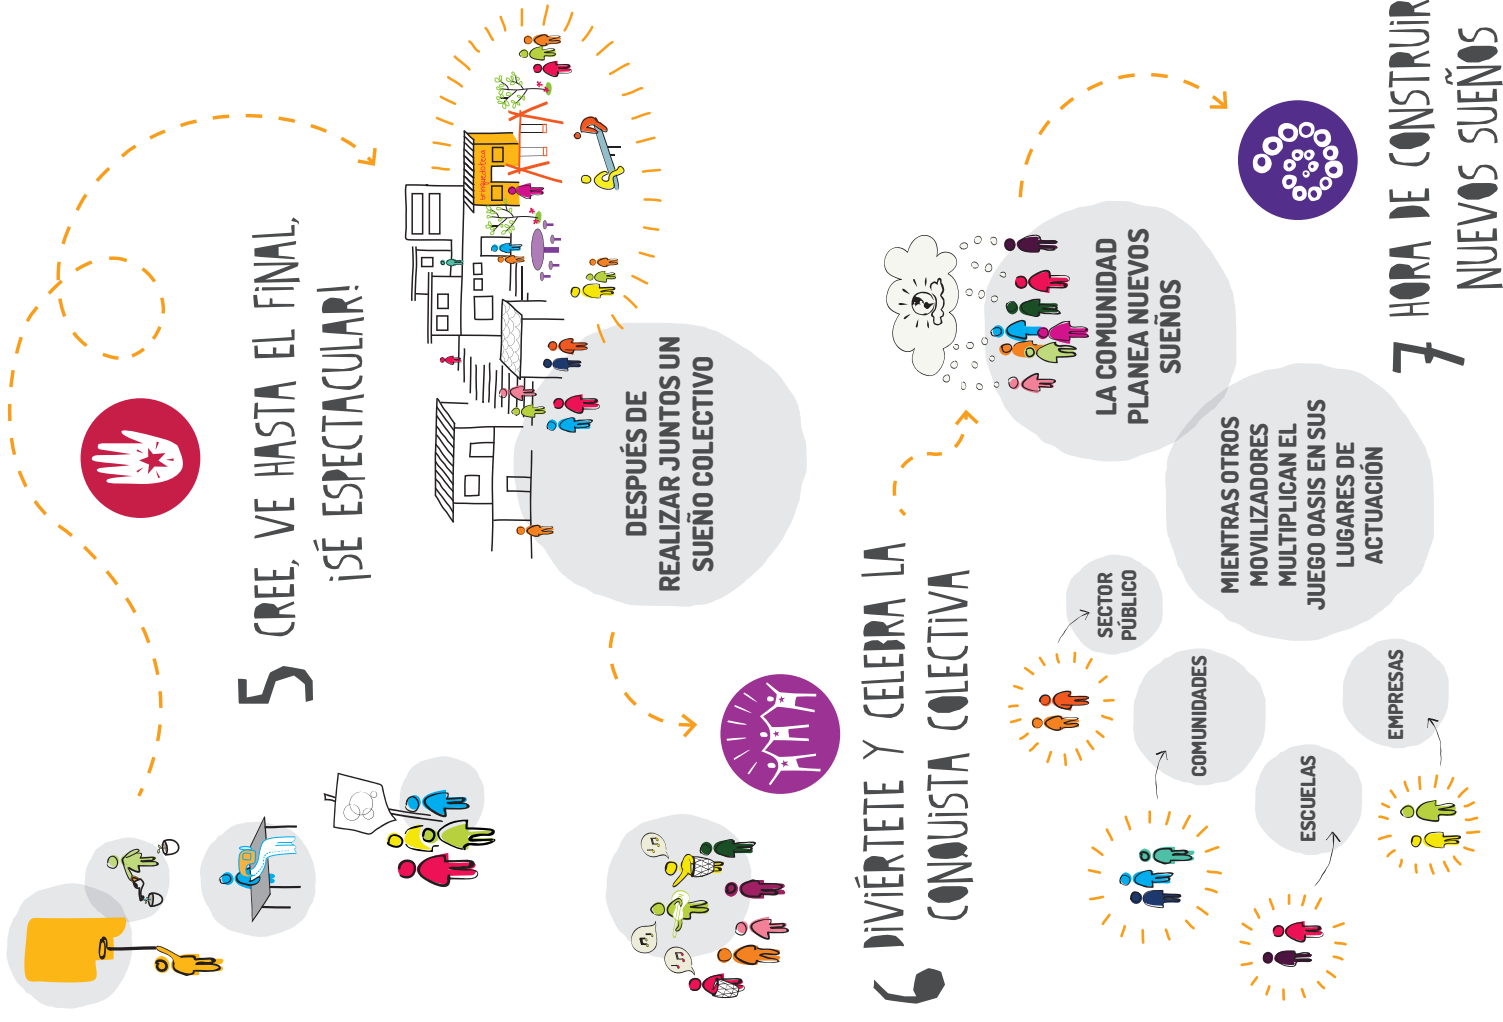 5 CREE, VE HASTA EL FINAL,
¡SÉ ESPECTACULAR!
brinquedoteca
DESPUÉS DE
REALIZAR JUNTOS UN
SUEÑO COLECTIVO
6 DIVIÉRTETE Y CELEBRA LA
CONQUISTA COLECTIVA
LA COMUNIDAD
PLANEA NUEVOS
SUEÑOS
MIENTRAS OTROS
MOVILIZADORES
MULTIPLICAN EL
JUEGO OASIS EN SUS
LUGARES DE
ACTUACIÓN
SECTOR
PÚBLICO
COMUNIDADES
ESCUELAS
EMPRESAS
7 HORA DE CONSTRUIR
NUEVOS SUEÑOS